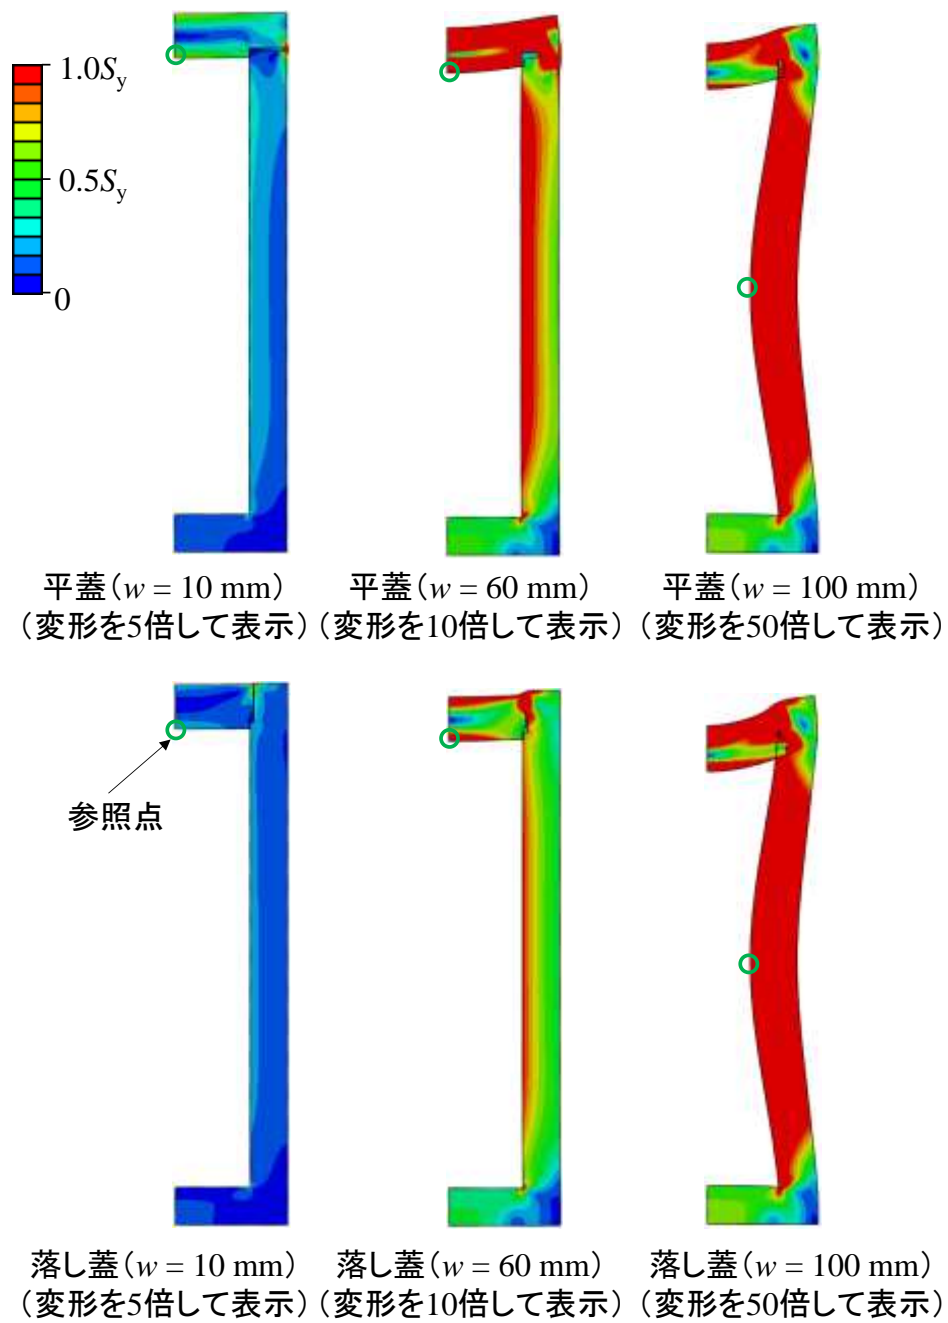 1.0Sy
0.5Sy
0
平蓋（w = 10 mm） 平蓋（w = 60 mm） 平蓋（w = 100 mm）
（変形を5倍して表示）（変形を10倍して表示）（変形を50倍して表示）
参照点
落し蓋（w = 10 mm） 落し蓋（w = 60 mm） 落し蓋（w = 100 mm）
（変形を5倍して表示）（変形を10倍して表示）（変形を50倍して表示）